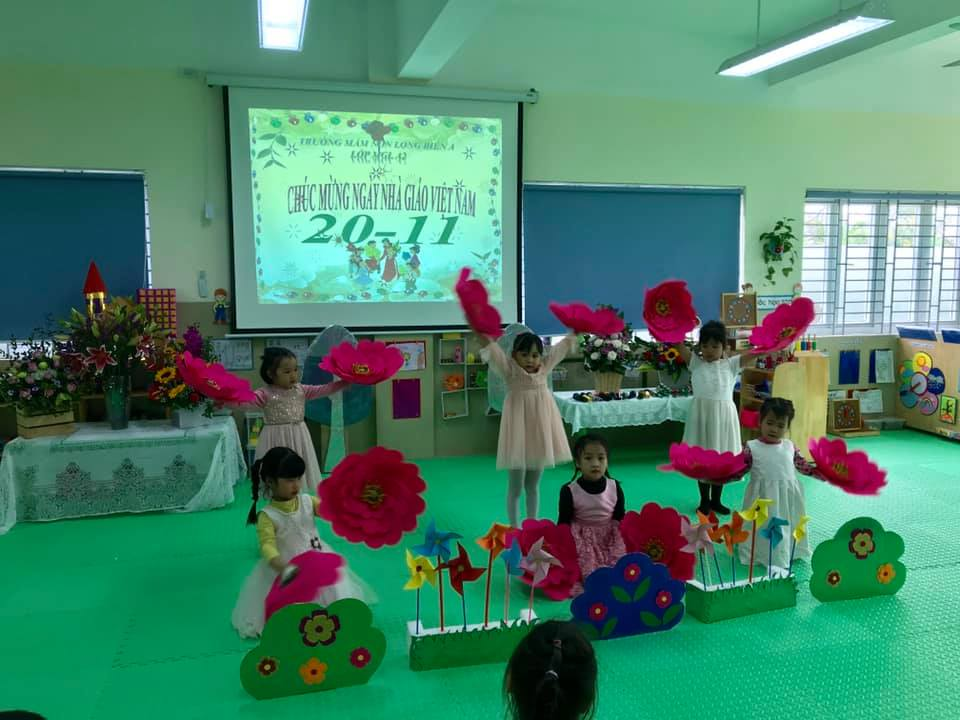 TRƯỜNG MẦM NON LONG BIÊN A
CHÚC MỪNG NGÀY NHÀ GIÁO VIỆT NAM
20-11